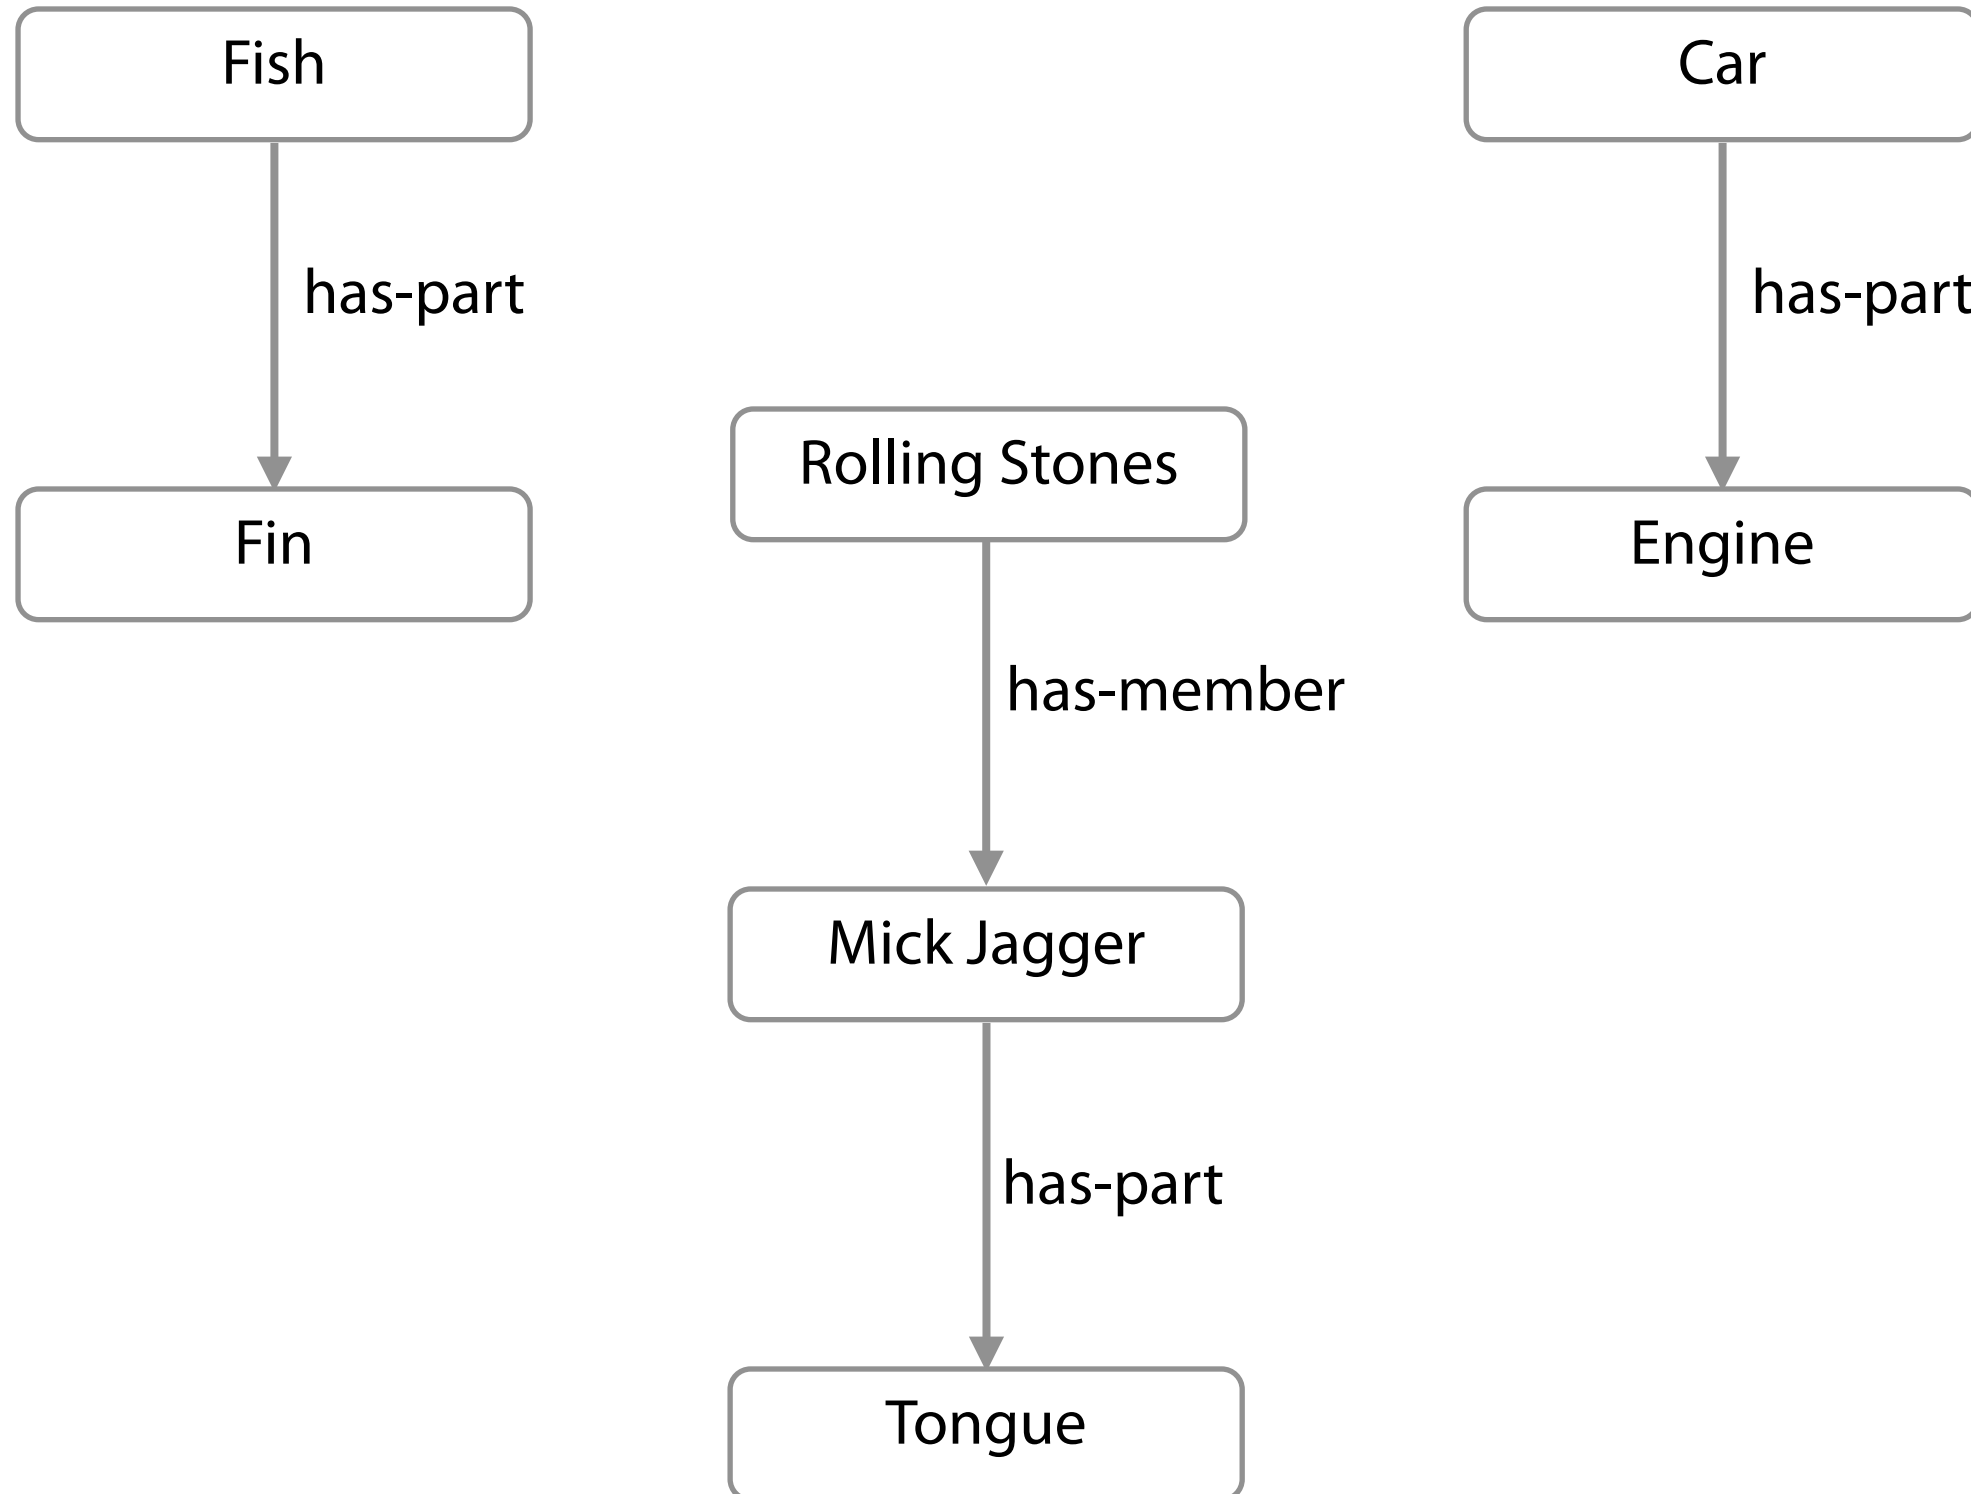 Fish
Car
has-part
has-part
Rolling Stones
Fin
Engine
has-member
Mick Jagger
has-part
Tongue